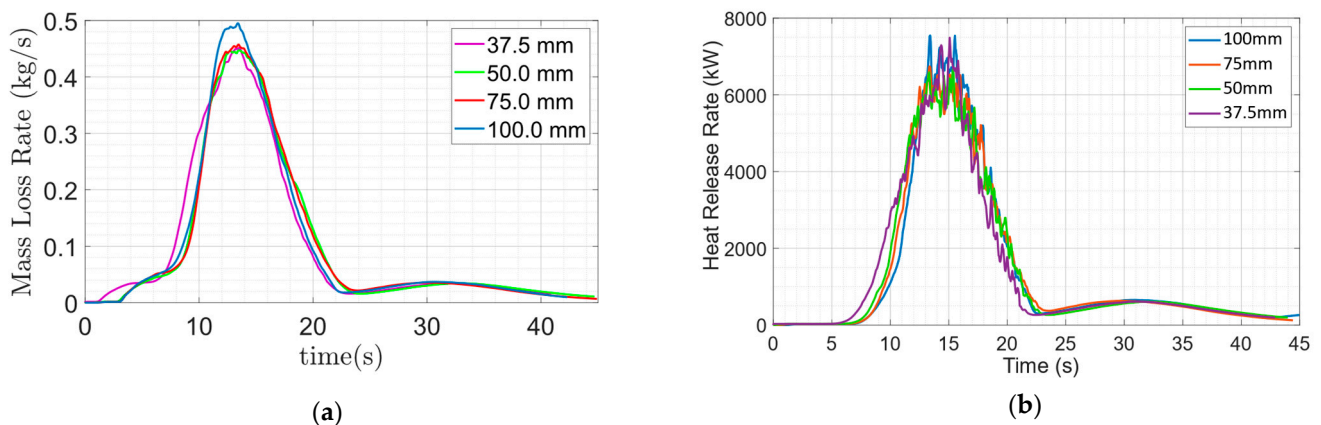 Mass Loss Rate (kg/s)
0.5
0.4
0.3
0.2
0.1
0
0
10
20
30
40
time(s)
37.5 mm
50.0 mm
75.0 mm
100.0 mm
(a)
Heat Release Rate (kW)
8000
6000
4000
2000
0
0
5
10
15
20
25
30
35
40
45
Time (s)
100mm
75mm
50mm
37.5mm
(b)